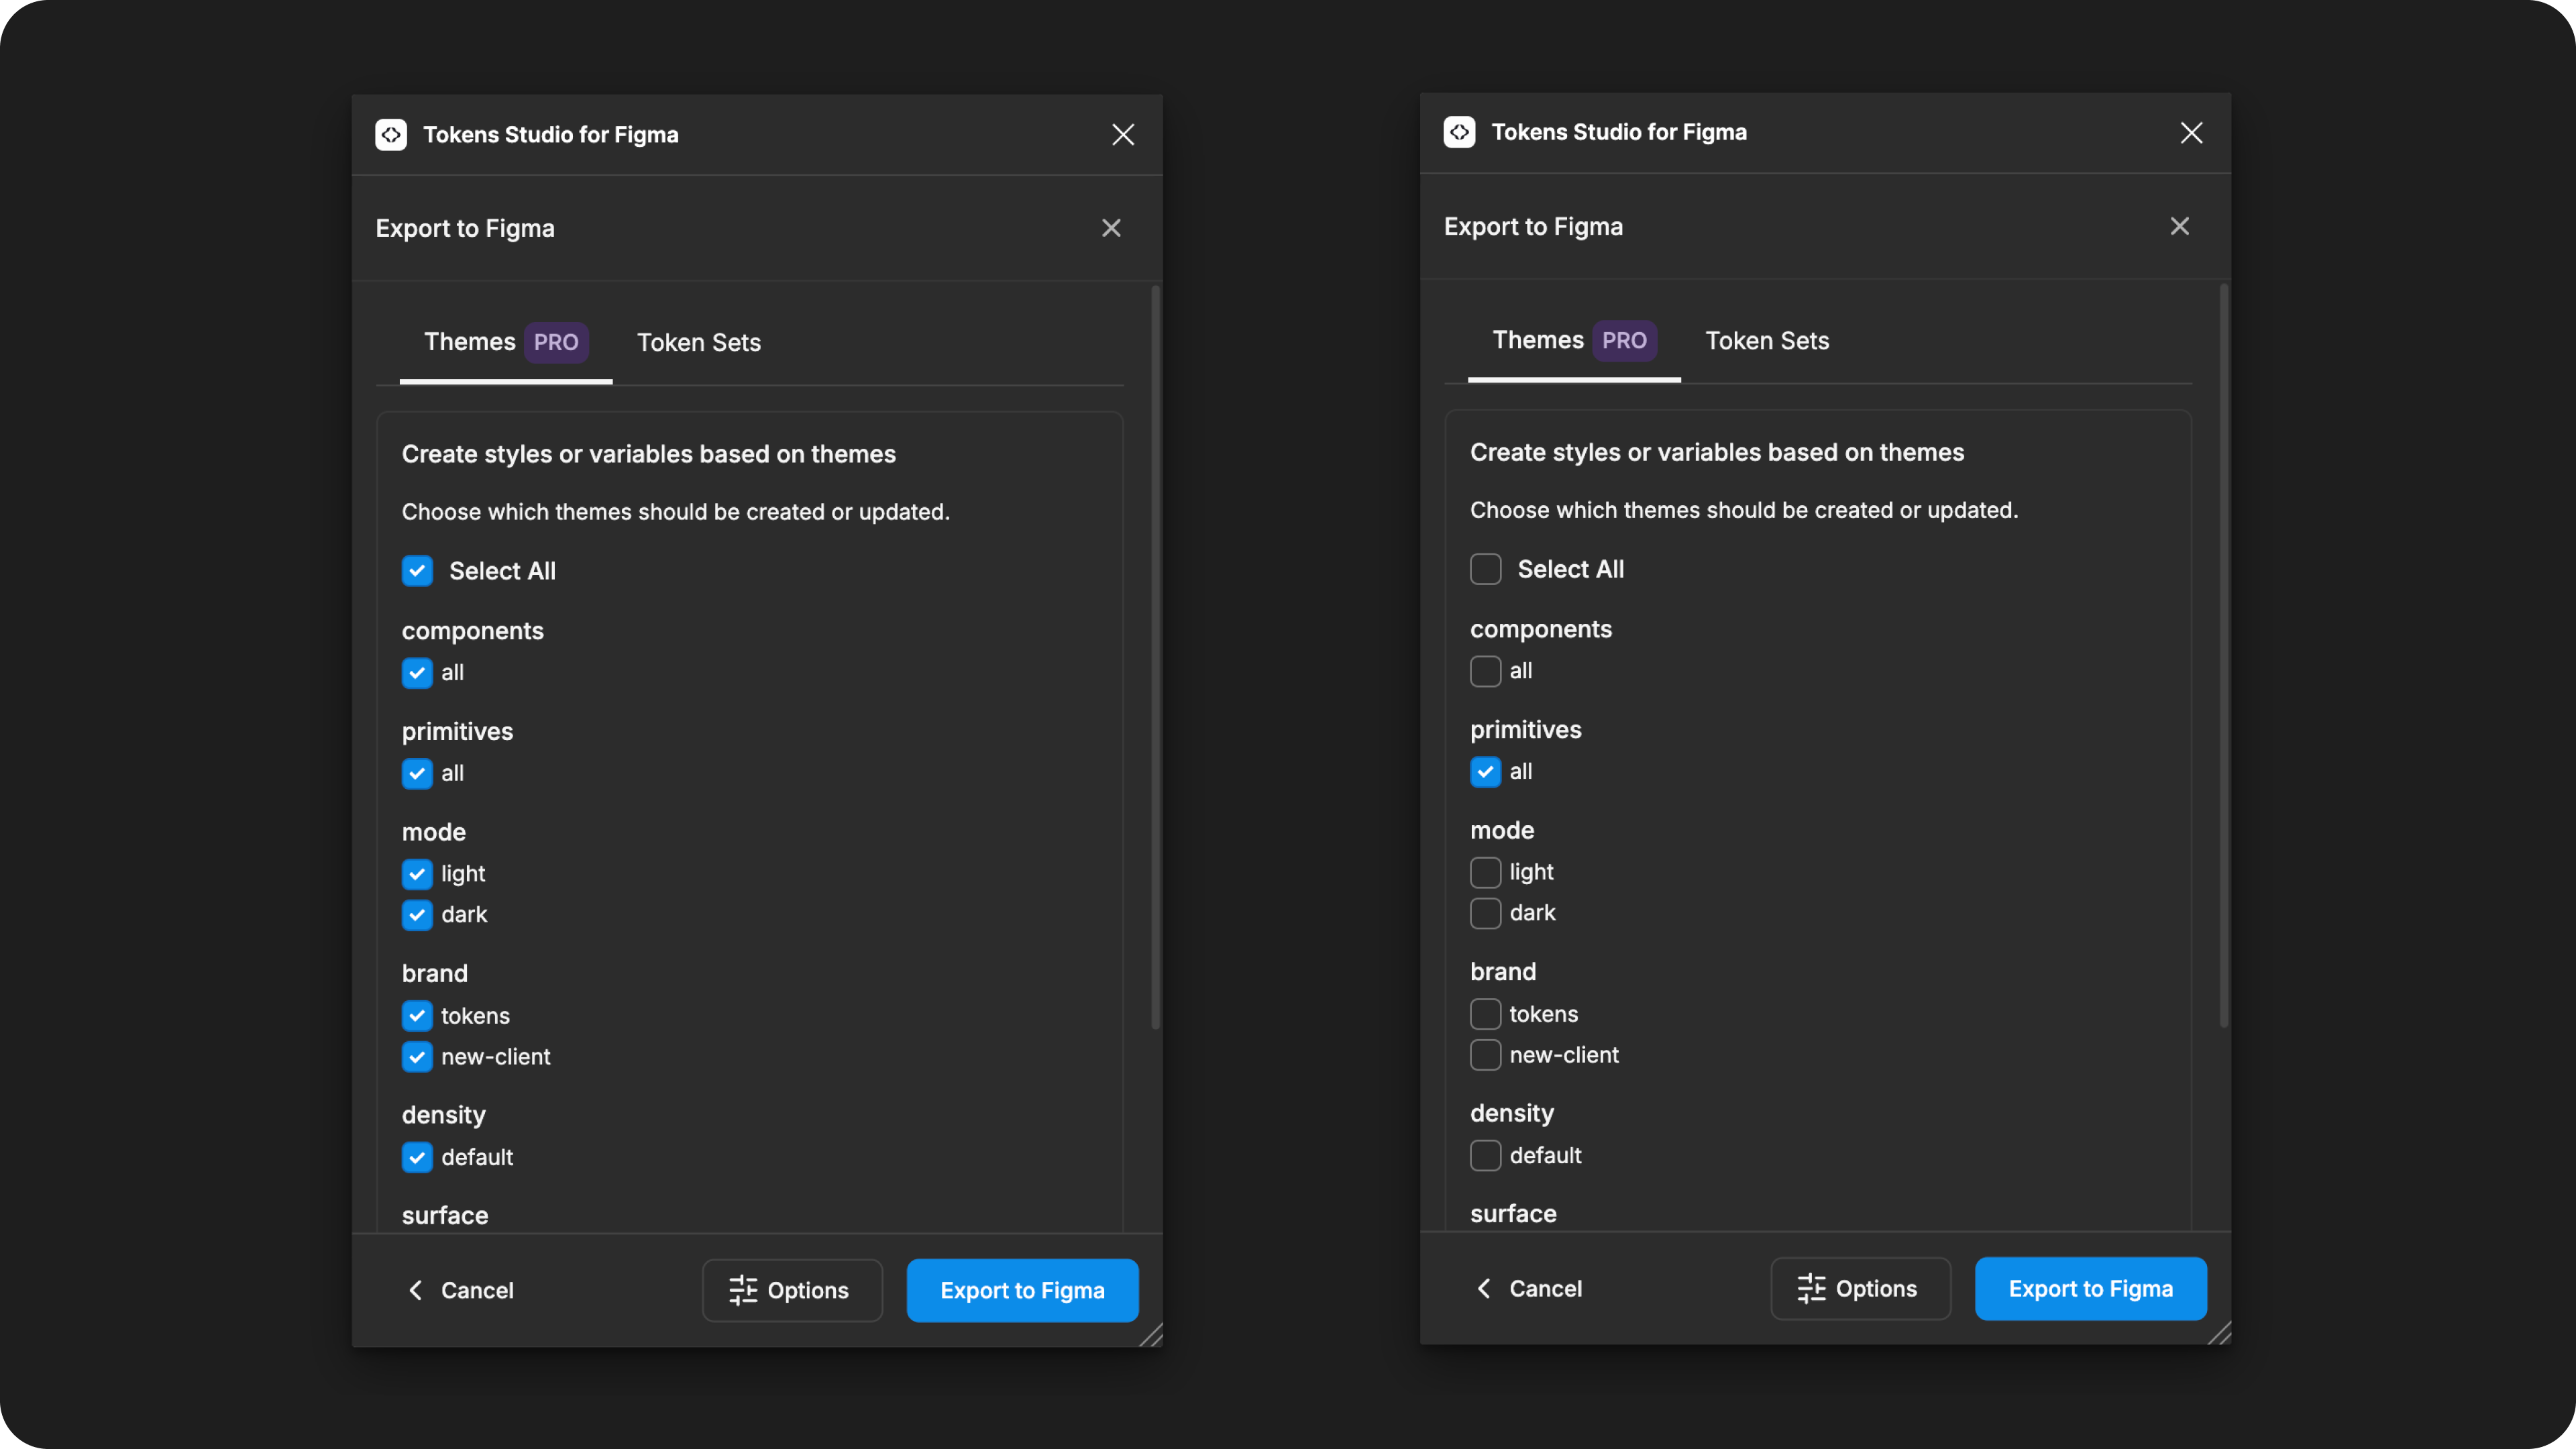 Tokens Studio for Figma
Export to Figma
Themes PRO Token Sets
Create styles or variables based on themes
Choose which themes should be created or updated.
Select All
components
all
primitives
all
mode
light
dark
brand
tokens
new-client
density
default
surface
Cancel Options Export to Figma
Tokens Studio for Figma
Export to Figma
Themes PRO Token Sets
Create styles or variables based on themes
Choose which themes should be created or updated.
Select All
components
all
primitives
all
mode
light
dark
brand
tokens
new-client
density
default
surface
Cancel Options Export to Figma